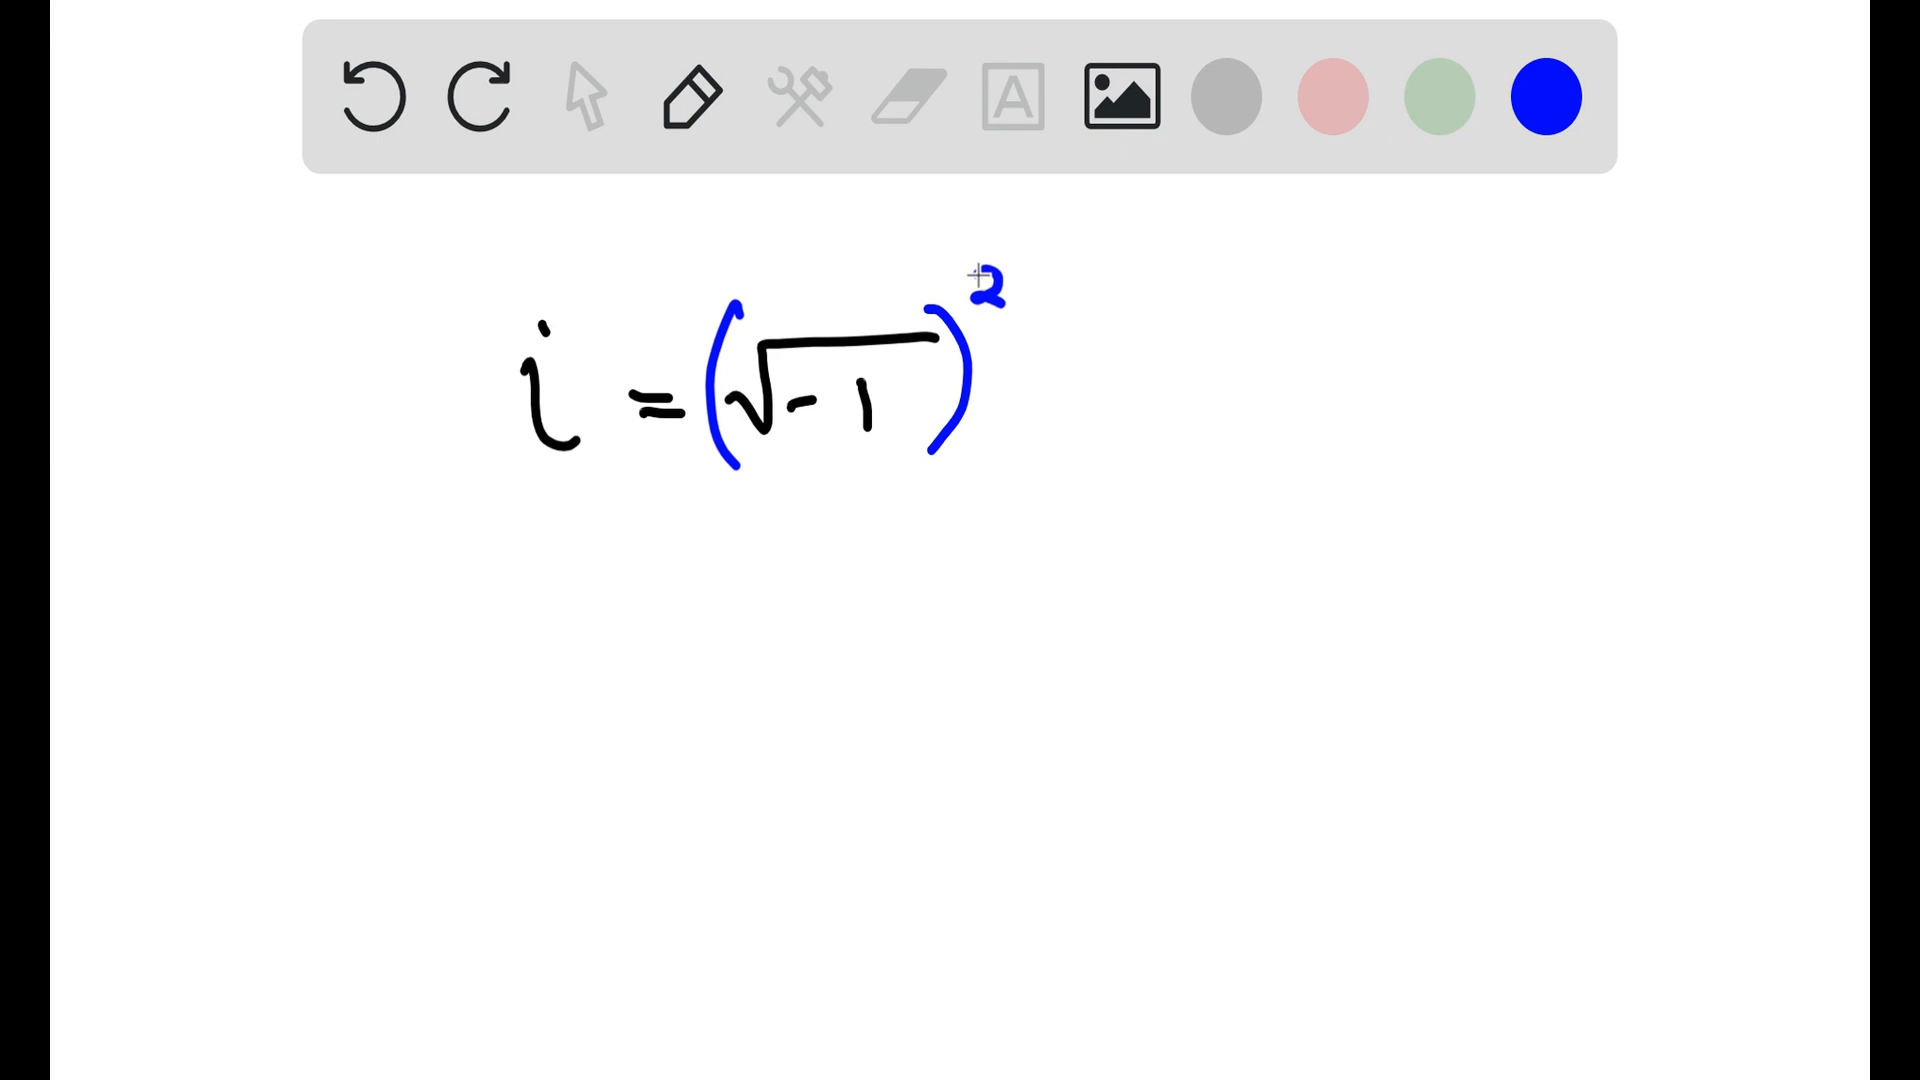 A
i = (√-1)²